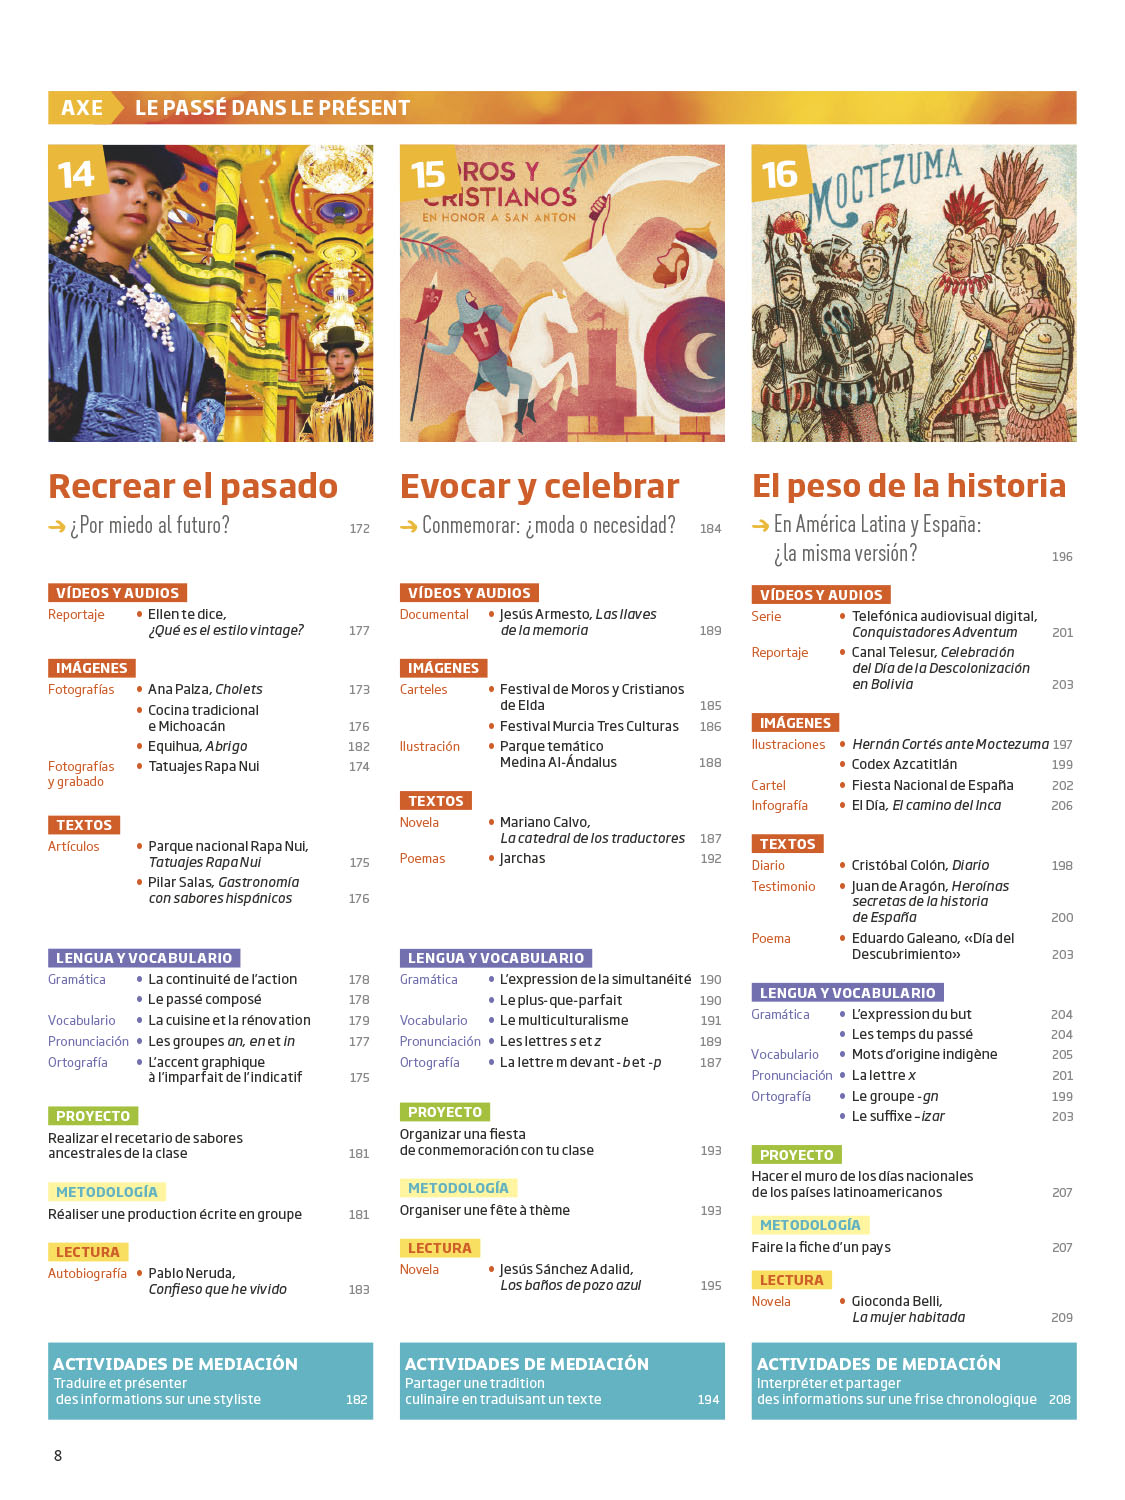 AXE LE PASSÉ DANS LE PRÉSENT
14
Recrear el pasado
➔ ¿Por miedo al futuro? 172
VÍDEOS Y AUDIOS
Reportaje • Ellen te dice,
¿Qué es el estilo vintage? 177
IMÁGENES
Fotografías • Ana Palza, Cholets 173
• Cocina tradicional
e Michoacán 176
• Equihua, Abrigo 182
Fotografías • Tatuajes Rapa Nui 174
y grabado
TEXTOS
Artículos • Parque nacional Rapa Nui,
Tatuajes Rapa Nui 175
• Pilar Salas, Gastronomía
con sabores hispánicos 176
LENGUA Y VOCABULARIO
Gramática • La continuité de l'action 178
• Le passé composé 178
Vocabulario • La cuisine et la rénovation 179
Pronunciación • Les groupes an, en et in 177
Ortografía • L'accent graphique
à l'imparfait de l'indicatif 175
PROYECTO
Realizar el recetario de sabores
ancestrales de la clase 181
METODOLOGÍA
Réaliser une production écrite en groupe 181
LECTURA
Autobiografía • Pablo Neruda,
Confieso que he vivido 183
ACTIVIDADES DE MEDIACIÓN
Traduire et présenter
des informations sur une styliste 182
15
OROS Y
CRISTIANOS
EN HONOR A SAN ANTÓN
Evocar y celebrar
➔ Conmemorar: ¿moda o necesidad? 184
VÍDEOS Y AUDIOS
Documental • Jesús Armesto, Las llaves
de la memoria 189
IMÁGENES
Carteles • Festival de Moros y Cristianos
de Elda 185
• Festival Murcia Tres Culturas 186
Ilustración • Parque temático
Medina Al-Ándalus 188
TEXTOS
Novela • Mariano Calvo,
La catedral de los traductores 187
Poemas • Jarchas 192
LENGUA Y VOCABULARIO
Gramática • L'expression de la simultanéité 190
• Le plus-que-parfait 190
Vocabulario • Le multiculturalisme 191
Pronunciación • Les lettres s et z 189
Ortografía • La lettre m devant -b et -p 187
PROYECTO
Organizar una fiesta
de conmemoración con tu clase 193
METODOLOGÍA
Organiser une fête à thème 193
LECTURA
Novela • Jesús Sánchez Adalid,
Los baños de pozo azul 195
ACTIVIDADES DE MEDIACIÓN
Partager une tradition
culinaire en traduisant un texte 194
16
MOCTEZUMA
El peso de la historia
➔ En América Latina y España:
¿la misma versión? 196
VÍDEOS Y AUDIOS
Serie • Telefónica audiovisual digital,
Conquistadores Adventum 201
Reportaje • Canal Telesur, Celebración
del Día de la Descolonización
en Bolivia 203
IMÁGENES
Ilustraciones • Hernán Cortés ante Moctezuma 197
• Codex Azcatitlán 199
Cartel • Fiesta Nacional de España 202
Infografía • El Día, El camino del Inca 206
TEXTOS
Diario • Cristóbal Colón, Diario 198
Testimonio • Juan de Aragón, Heroínas
secretas de la historia
de España 200
Poema • Eduardo Galeano, «Día del
Descubrimiento» 203
LENGUA Y VOCABULARIO
Gramática • L'expression du but 204
• Les temps du passé 204
Vocabulario • Mots d'origine indigène 205
Pronunciación • La lettre x 201
Ortografía • Le groupe -gn 199
• Le suffixe –izar 203
PROYECTO
Hacer el muro de los días nacionales
de los países latinoamericanos 207
METODOLOGÍA
Faire la fiche d'un pays 207
LECTURA
Novela • Gioconda Belli,
La mujer habitada 209
ACTIVIDADES DE MEDIACIÓN
Interpréter et partager
des informations sur une frise chronologique 208
8